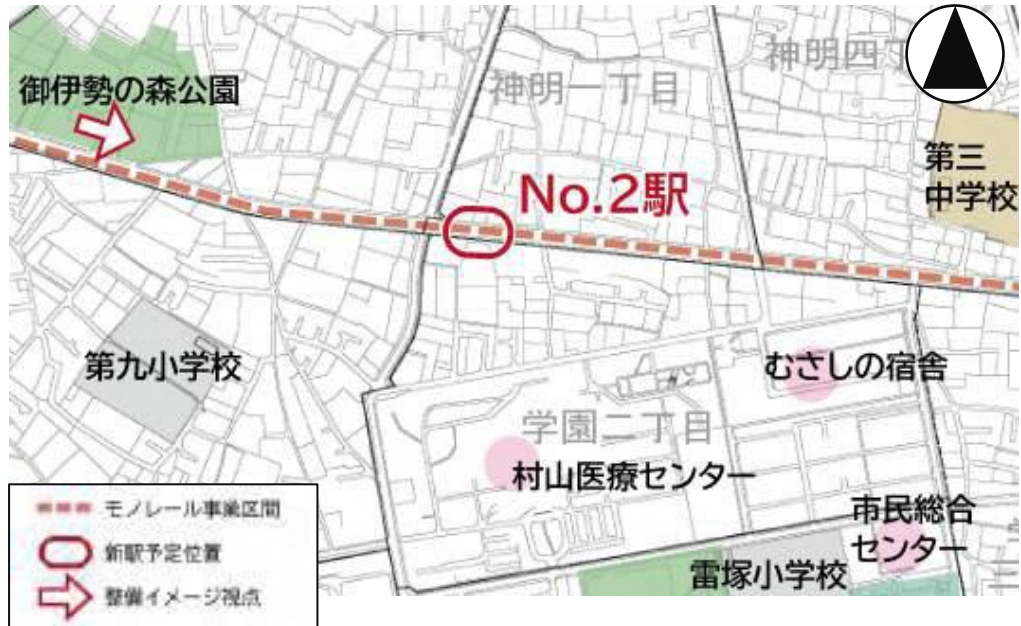 御伊勢の森公園
神明一丁目
神明四丁
第三
中学校
No.2駅
第九小学校
むさしの宿舎
学園二丁目
村山医療センター
市民総合
センター
雷塚小学校
モノレール事業区間
新駅予定位置
整備イメージ視点